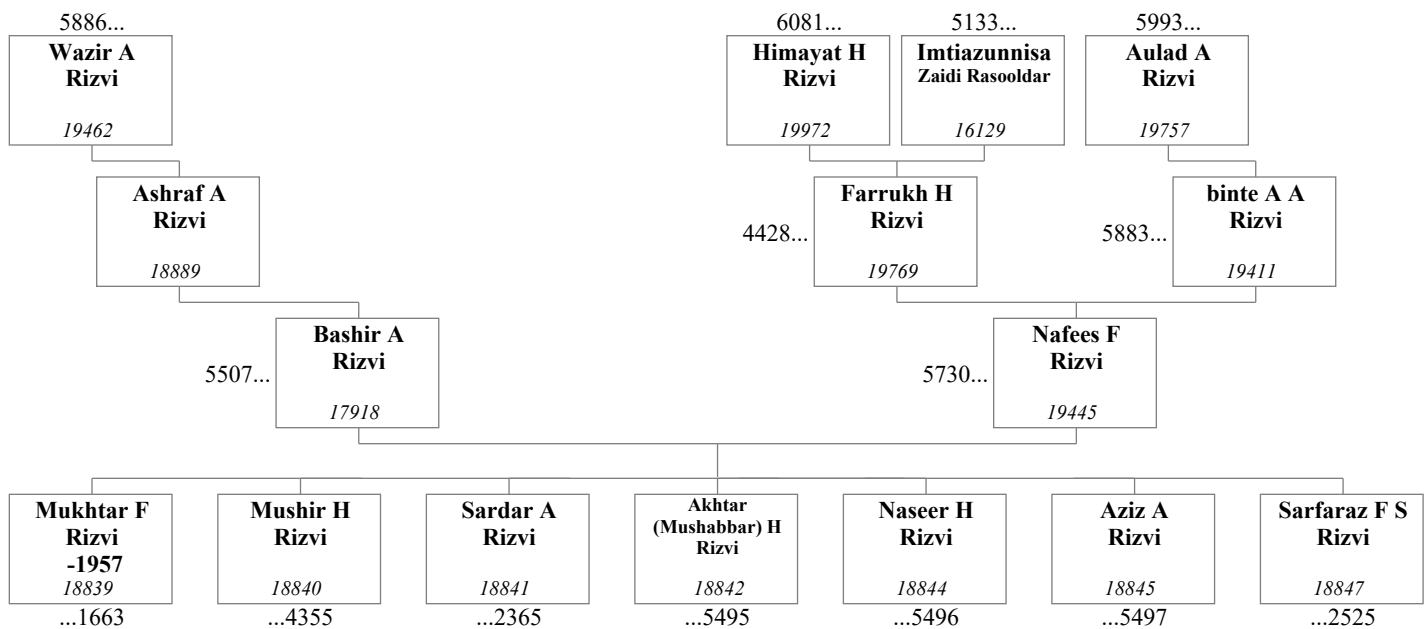 5886...
Wazir A
Rizvi
19462
6081...
Himayat H
Rizvi
19972
5133...
Imtiazunnisa
Zaidi Rasooldar
16129
5993...
Aulad A
Rizvi
19757
Ashraf A
Rizvi
18889
4428...
Farrukh H
Rizvi
19769
5883...
binte A A
Rizvi
19411
5507...
Bashir A
Rizvi
17918
5730...
Nafees F
Rizvi
19445
Mukhtar F
Rizvi
-1957
18839
...1663
Mushir H
Rizvi
18840
...4355
Sardar A
Rizvi
18841
...2365
Akhtar
(Mushabbar) H
Rizvi
18842
...5495
Naseer H
Rizvi
18844
...5496
Aziz A
Rizvi
18845
...5497
Sarfaraz F S
Rizvi
18847
...2525